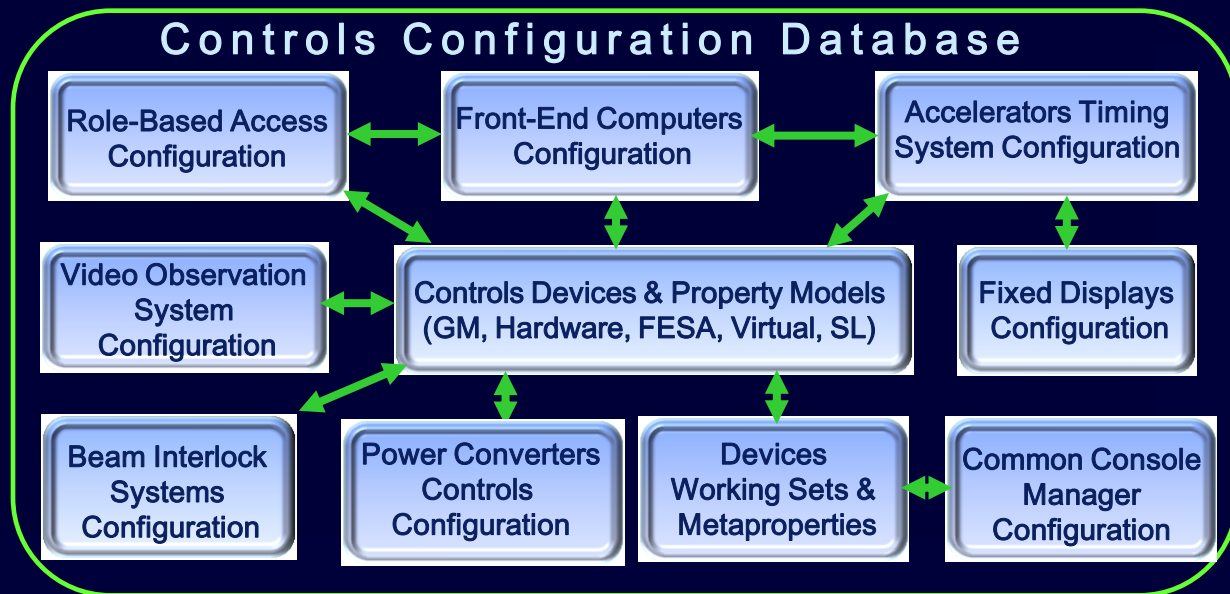 Controls Configuration Database
Role-Based Access
Configuration
Front-End Computers
Configuration
Accelerators Timing
System Configuration
Video Observation
System
Configuration
Controls Devices & Property Models
(GM, Hardware, FESA, Virtual, SL)
Fixed Displays
Configuration
Beam Interlock
Systems
Configuration
Power Converters
Controls
Configuration
Devices
Working Sets &
Metaproperties
Common Console
Manager
Configuration